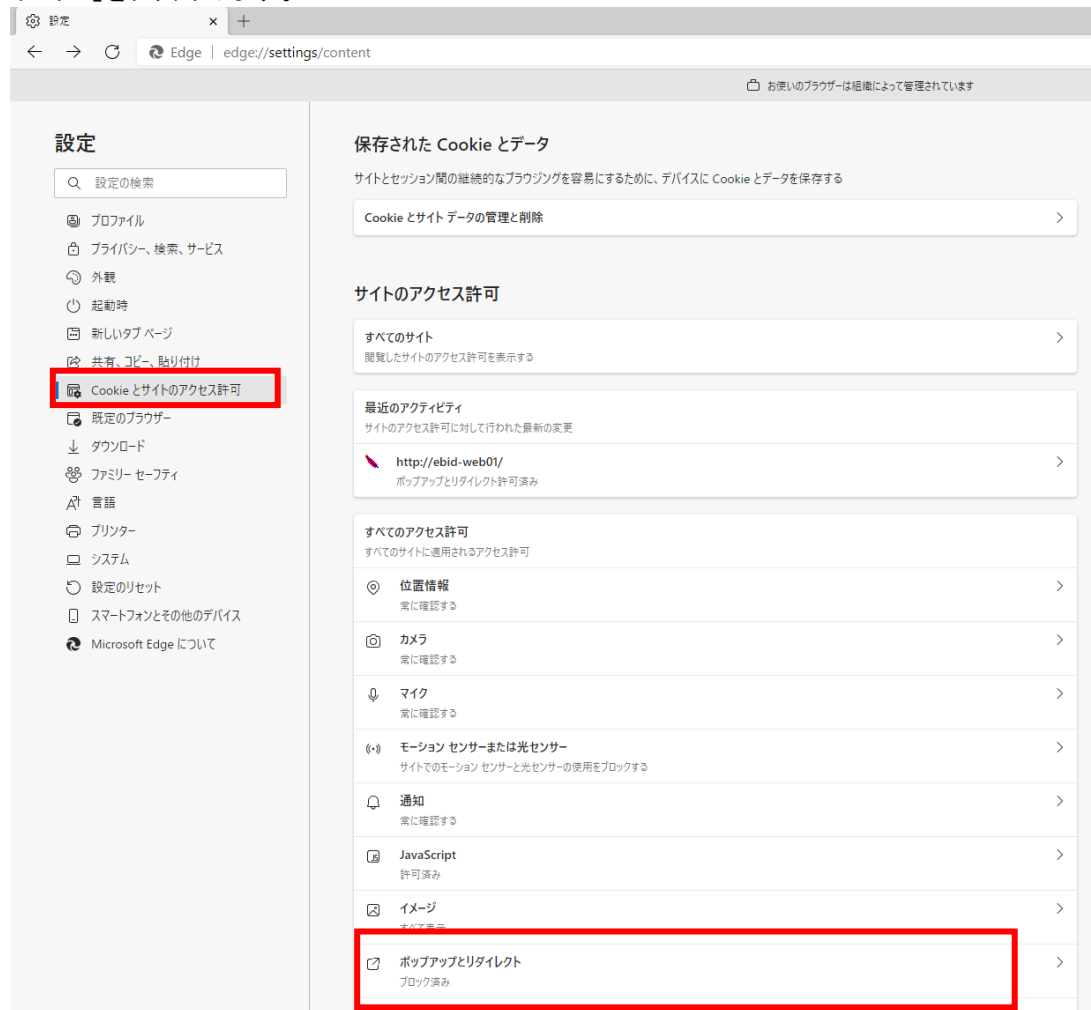 設定
Edge | edge://settings/content
お使いのブラウザーは組織によって管理されています
設定
設定の検索
プロファイル
プライバシー、検索、サービス
外観
起動時
新しいタブ ページ
共有、コピー、貼り付け
Cookie とサイトのアクセス許可
既定のブラウザー
ダウンロード
ファミリー セーフティ
言語
プリンター
システム
設定のリセット
スマートフォンとその他のデバイス
Microsoft Edge について
保存された Cookie とデータ
サイトとセッション間の継続的なブラウジングを容易にするために、デバイスに Cookie とデータを保存する
Cookie とサイト データの管理と削除
サイトのアクセス許可
すべてのサイト
閲覧したサイトのアクセス許可を表示する
最近のアクティビティ
サイトのアクセス許可に対して行われた最新の変更
http://ebid-web01/
ポップアップとリダイレクト許可済み
すべてのアクセス許可
すべてのサイトに適用されるアクセス許可
位置情報
常に確認する
カメラ
常に確認する
マイク
常に確認する
モーション センサーまたは光センサー
サイトでのモーション センサーと光センサーの使用をブロックする
通知
常に確認する
JavaScript
許可済み
イメージ
すべて表示
ポップアップとリダイレクト
ブロック済み